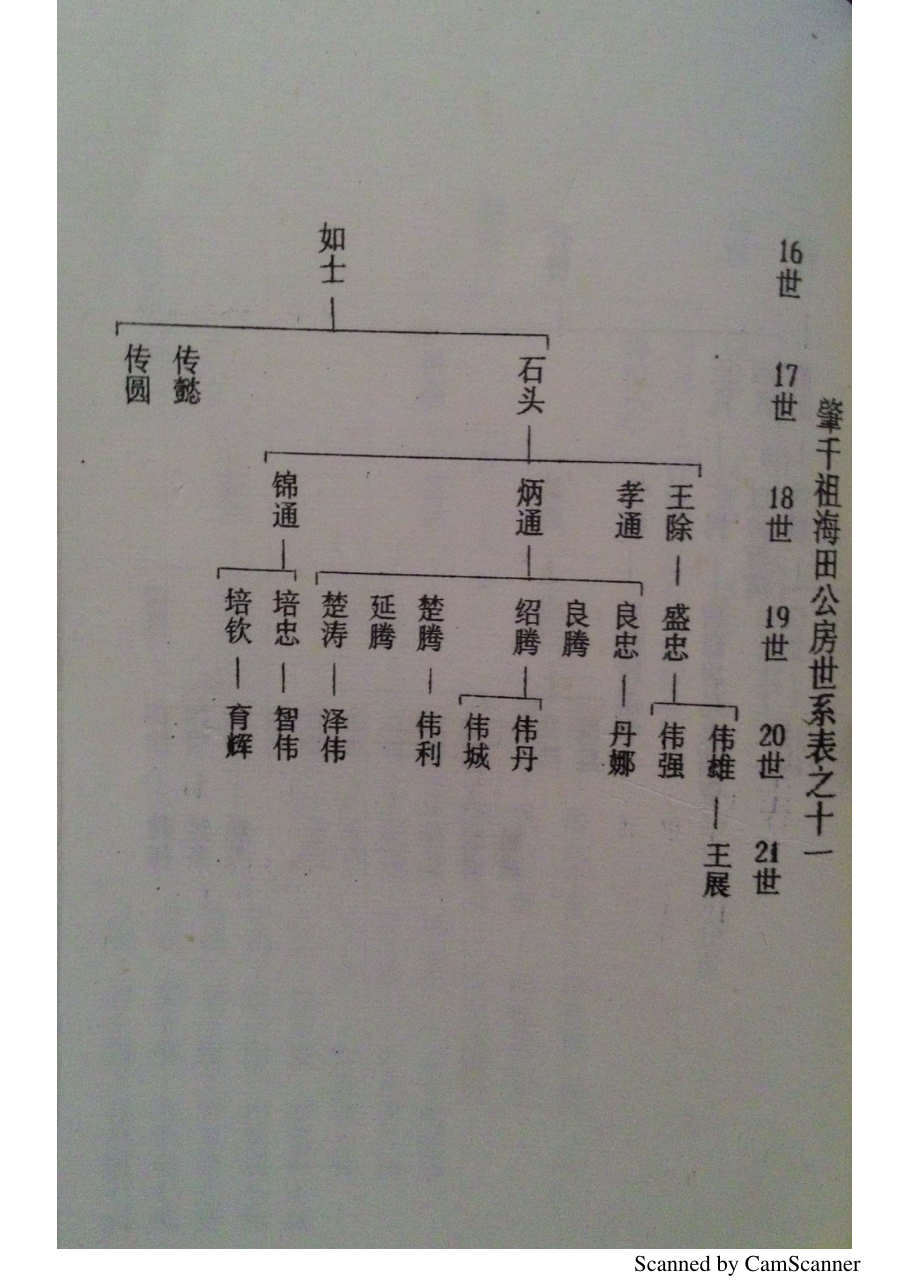 肇千祖海田公房世系表之十一
16世
17世
18世
19世
20世
21世
如士
石头
传懿
传圆
王除
孝通
炳通
锦通
盛忠
良忠
良腾
绍腾
楚腾
延腾
楚涛
培忠
培钦
伟雄
伟强
丹娜
伟丹
伟城
伟利
泽伟
智伟
育辉
王展
Scanned by CamScanner